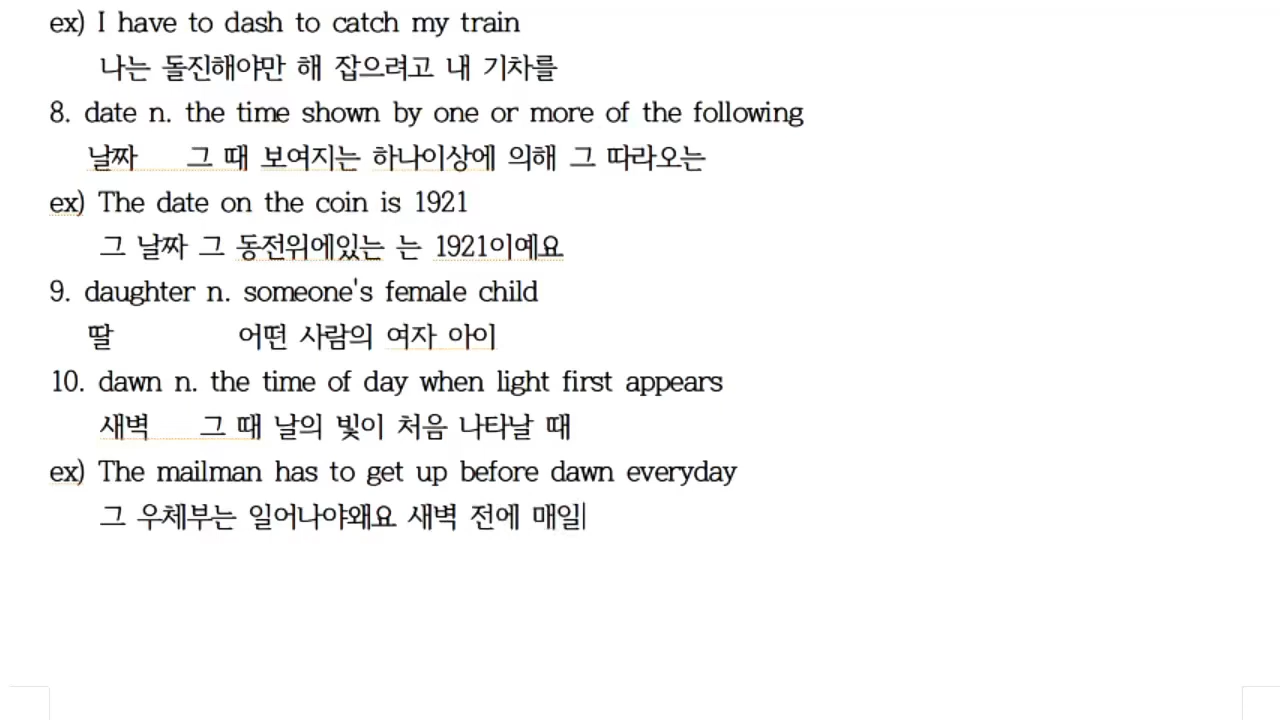 ex) I have to dash to catch my train
나는 돌진해야만 해 잡으려고 내 기차를
8. date n. the time shown by one or more of the following
날짜 그 때 보여지는 하나이상에 의해 그 따라오는
ex) The date on the coin is 1921
그 날짜 그 동전위에있는 는 1921이예요
9. daughter n. someone's female child
딸 어떤 사람의 여자 아이
10. dawn n. the time of day when light first appears
새벽 그 때 날의 빛이 처음 나타날 때
ex) The mailman has to get up before dawn everyday
그 우체부는 일어나야왜요 새벽 전에 매일